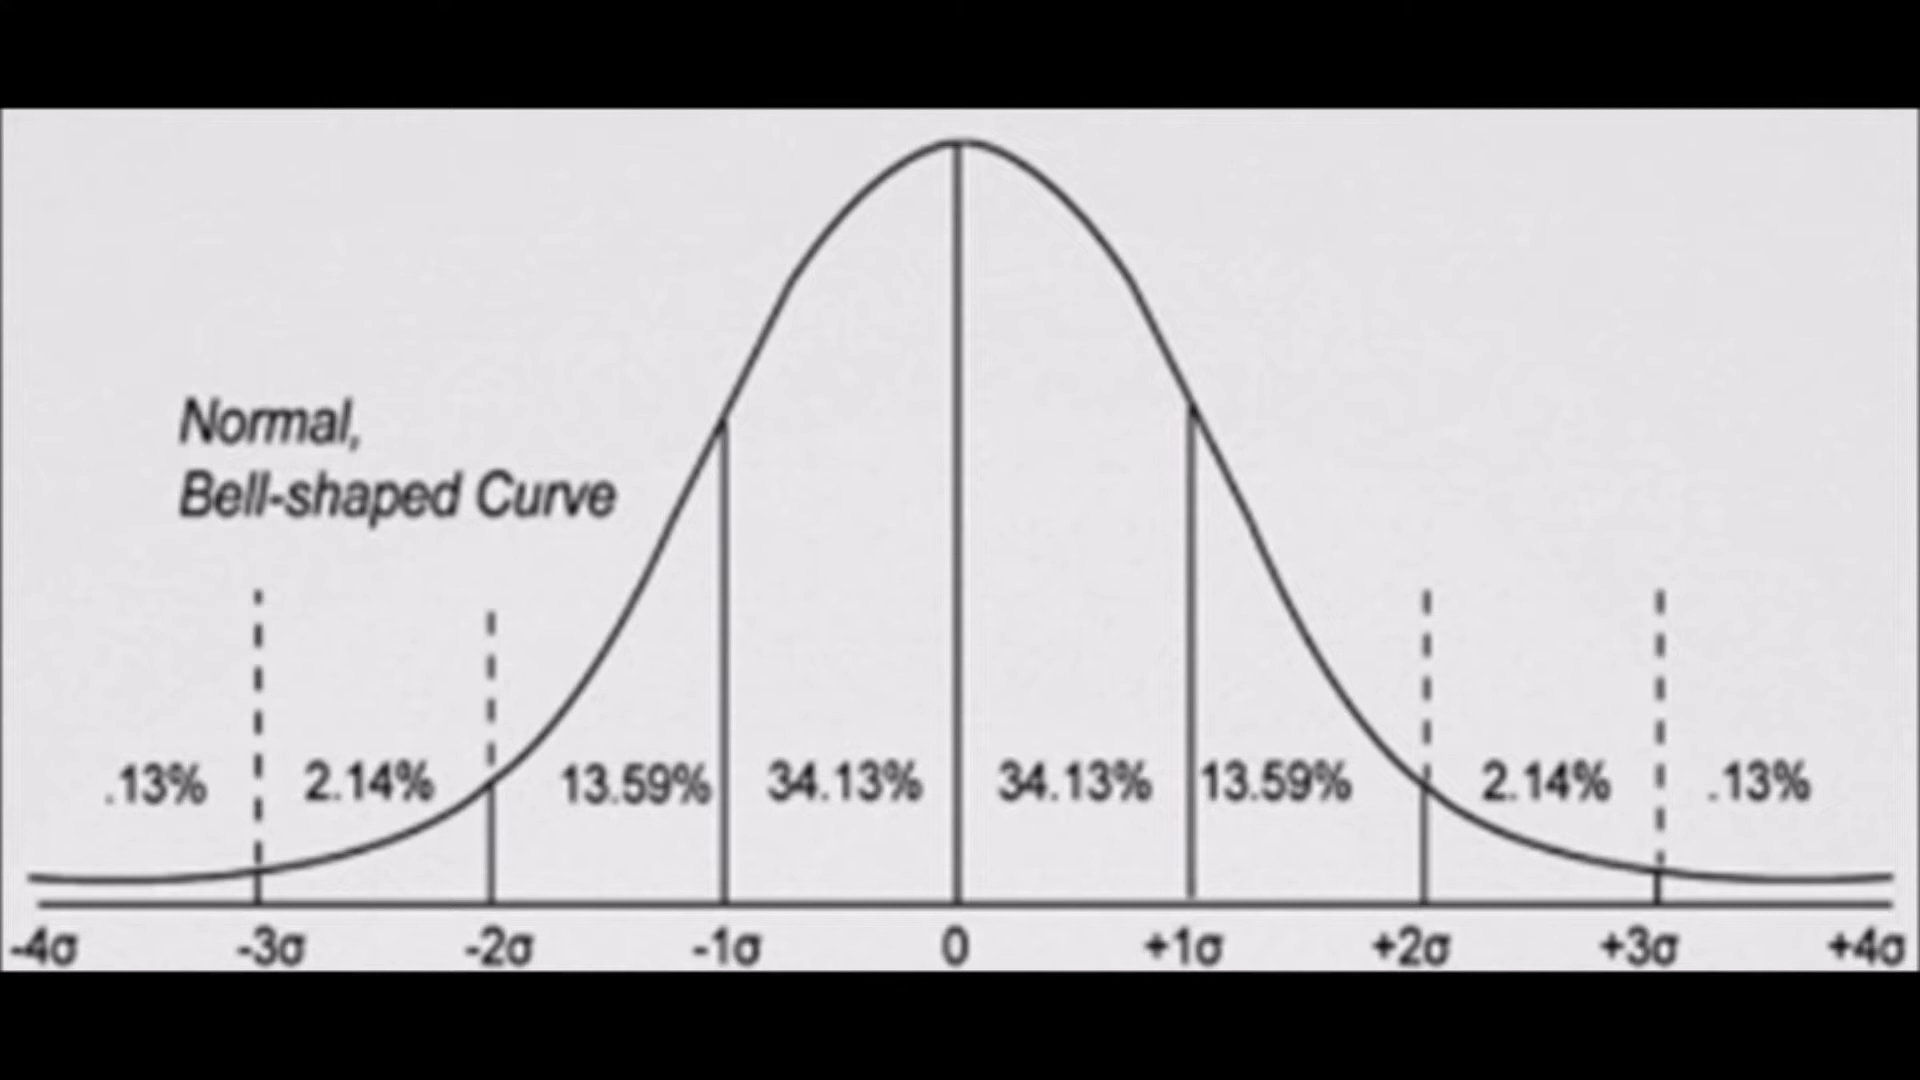 Normal,
Bell-shaped Curve
.13% 2.14% 13.59% 34.13% 34.13% 13.59% 2.14% .13%
-4σ -3σ -2σ -1σ 0 +1σ +2σ +3σ +4σ